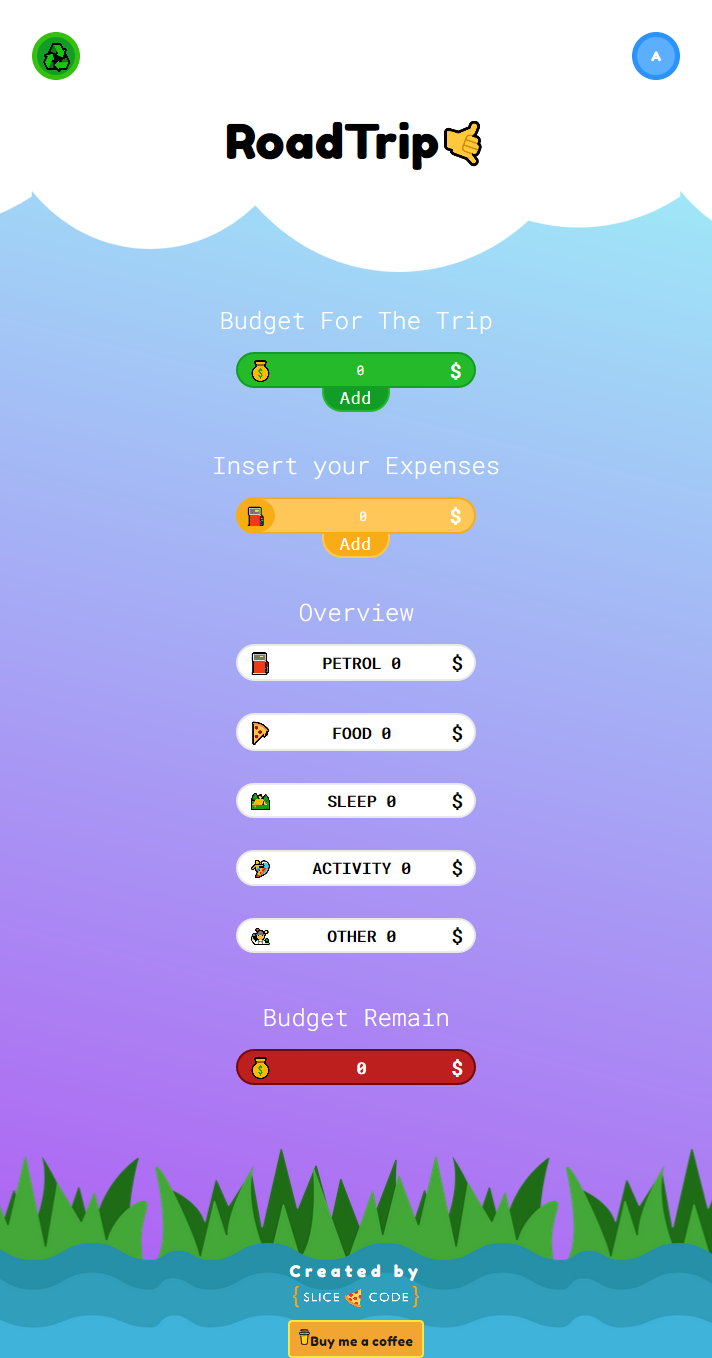 A
RoadTrip
Budget For The Trip
0 $
Add
Insert your Expenses
0 $
Add
Overview
PETROL 0 $
FOOD 0 $
SLEEP 0 $
ACTIVITY 0 $
OTHER 0 $
Budget Remain
0 $
Created by
{SLICE CODE}
Buy me a coffee